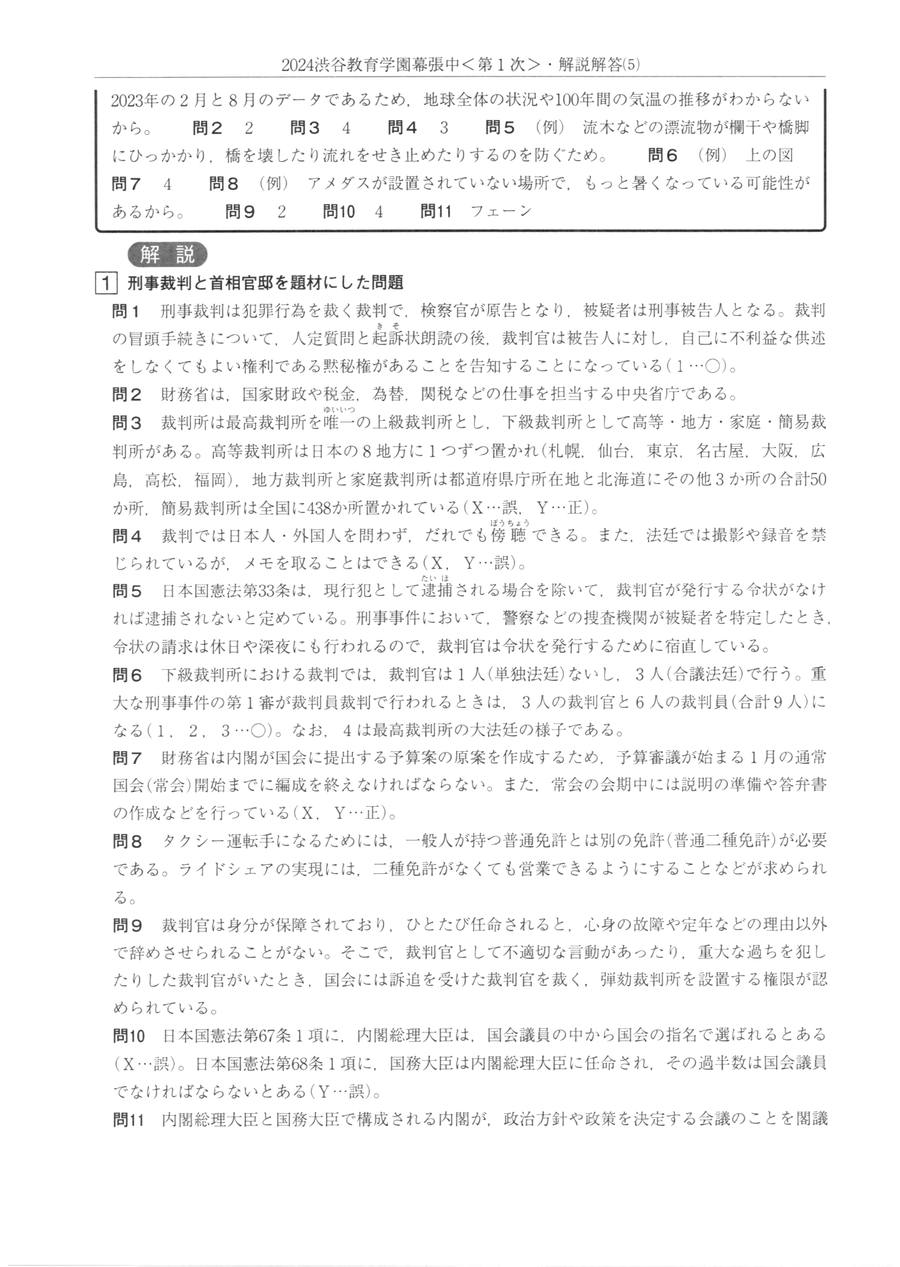 2024渋谷教育学園幕張中<第1次>・解説解答(5)
2023年の2月と8月のデータであるため，地球全体の状況や100年間の気温の推移がわからない
から。 問2 2 問3 4 問4 3 問5 (例) 流木などの漂流物が欄干や橋脚
にひっかかり，橋を壊したり流れをせき止めたりするのを防ぐため。 問6 (例) 上の図
問7 4 問8 (例) アメダスが設置されていない場所で，もっと暑くなっている可能性が
あるから。 問9 2 問10 4 問11 フェーン
解説
1 刑事裁判と首相官邸を題材にした問題
問1 刑事裁判は犯罪行為を裁く裁判で，検察官が原告となり，被疑者は刑事被告人となる。裁判
の冒頭手続きについて，人定質問と起訴状朗読の後，裁判官は被告人に対し，自己に不利益な供述
をしなくてもよい権利である黙秘権があることを告知することになっている(1…○)。
問2 財務省は，国家財政や税金，為替，関税などの仕事を担当する中央省庁である。
問3 裁判所は最高裁判所を唯一の上級裁判所とし，下級裁判所として高等・地方・家庭・簡易裁
判所がある。高等裁判所は日本の8地方に1つずつ置かれ(札幌，仙台，東京，名古屋，大阪，広
島，高松，福岡)，地方裁判所と家庭裁判所は都道府県庁所在地と北海道にその他3か所の合計50
か所，簡易裁判所は全国に438か所置かれている(X…誤，Y…正)。
問4 裁判では日本人・外国人を問わず，だれでも傍聴できる。また，法廷では撮影や録音を禁
じられているが，メモを取ることはできる(X，Y…誤)。
問5 日本国憲法第33条は，現行犯として逮捕される場合を除いて，裁判官が発行する令状がなけ
れば逮捕されないと定めている。刑事事件において，警察などの捜査機関が被疑者を特定したとき，
令状の請求は休日や深夜にも行われるので，裁判官は令状を発行するために宿直している。
問6 下級裁判所における裁判では，裁判官は1人(単独法廷)ないし，3人(合議法廷)で行う。重
大な刑事事件の第1審が裁判員裁判で行われるときは，3人の裁判官と6人の裁判員(合計9人)に
なる(1，2，3…○)。なお，4は最高裁判所の大法廷の様子である。
問7 財務省は内閣が国会に提出する予算案の原案を作成するため，予算審議が始まる1月の通常
国会(常会)開始までに編成を終えなければならない。また，常会の会期中には説明の準備や答弁書
の作成などを行っている(X，Y…正)。
問8 タクシー運転手になるためには，一般人が持つ普通免許とは別の免許(普通二種免許)が必要
である。ライドシェアの実現には，二種免許がなくても営業できるようにすることなどが求められ
る。
問9 裁判官は身分が保障されており，ひとたび任命されると，心身の故障や定年などの理由以外
で辞めさせられることがない。そこで，裁判官として不適切な言動があったり，重大な過ちを犯し
たりした裁判官がいたとき，国会には訴追を受けた裁判官を裁く，弾劾裁判所を設置する権限が認
められている。
問10 日本国憲法第67条1項に，内閣総理大臣は，国会議員の中から国会の指名で選ばれるとある
(X…誤)。日本国憲法第68条1項に，国務大臣は内閣総理大臣に任命され，その過半数は国会議員
でなければならないとある(Y…誤)。
問11 内閣総理大臣と国務大臣で構成される内閣が，政治方針や政策を決定する会議のことを閣議